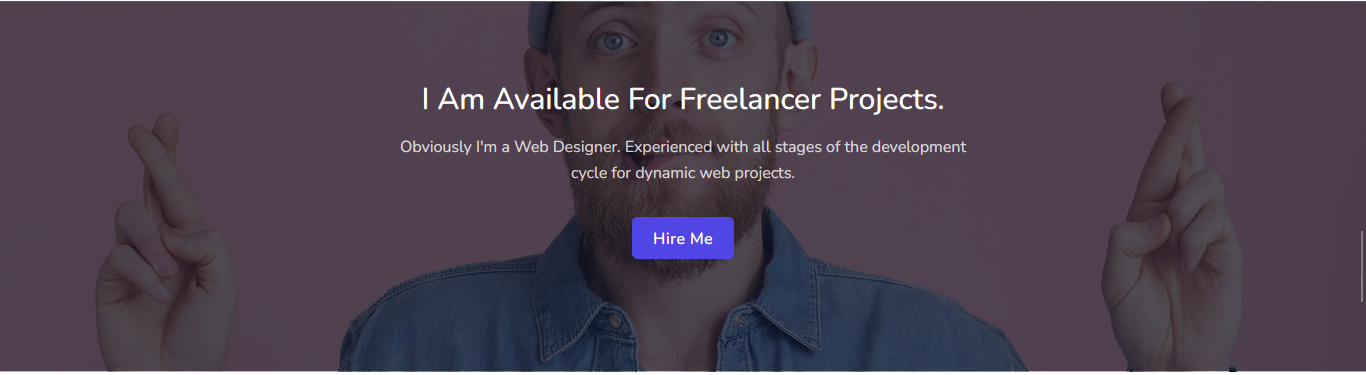 I Am Available For Freelancer Projects.
Obviously I'm a Web Designer. Experienced with all stages of the development
cycle for dynamic web projects.
Hire Me